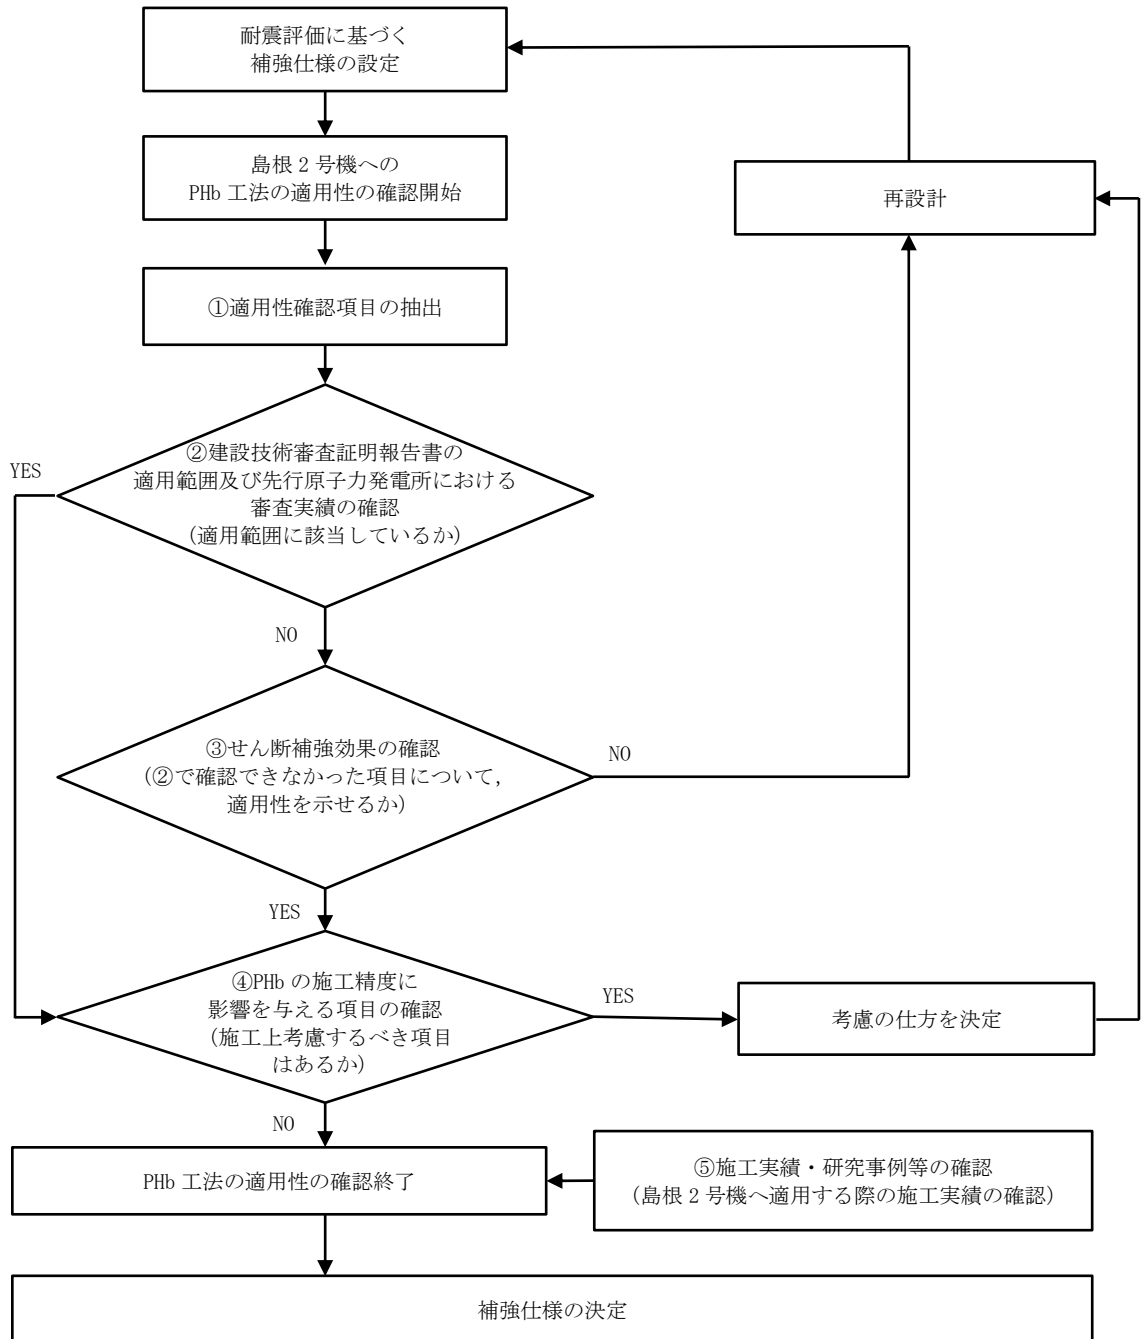 耐震評価に基づく
補強仕様の設定
島根２号機への
PHb 工法の適用性の確認開始
再設計
①適用性確認項目の抽出
②建設技術審査証明報告書の
適用範囲及び先行原子力発電所における
審査実績の確認
（適用範囲に該当しているか）
YES
NO
③せん断補強効果の確認
（②で確認できなかった項目について，
適用性を示せるか）
NO
YES
④PHb の施工精度に
影響を与える項目の確認
（施工上考慮するべき項目
はあるか）
YES
考慮の仕方を決定
NO
PHb 工法の適用性の確認終了
⑤施工実績・研究事例等の確認
（島根２号機へ適用する際の施工実績の確認）
補強仕様の決定